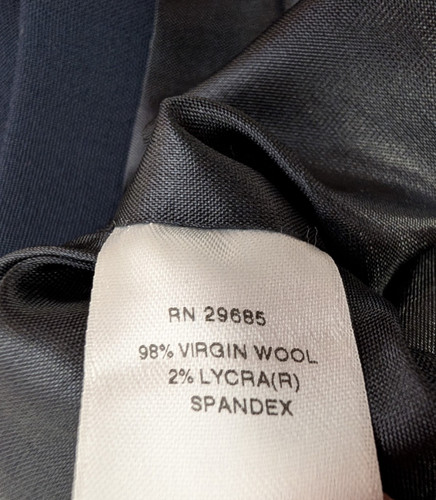 RN 29685
98% VIRGIN WOOL
2% LYCRA(R)
SPANDEX